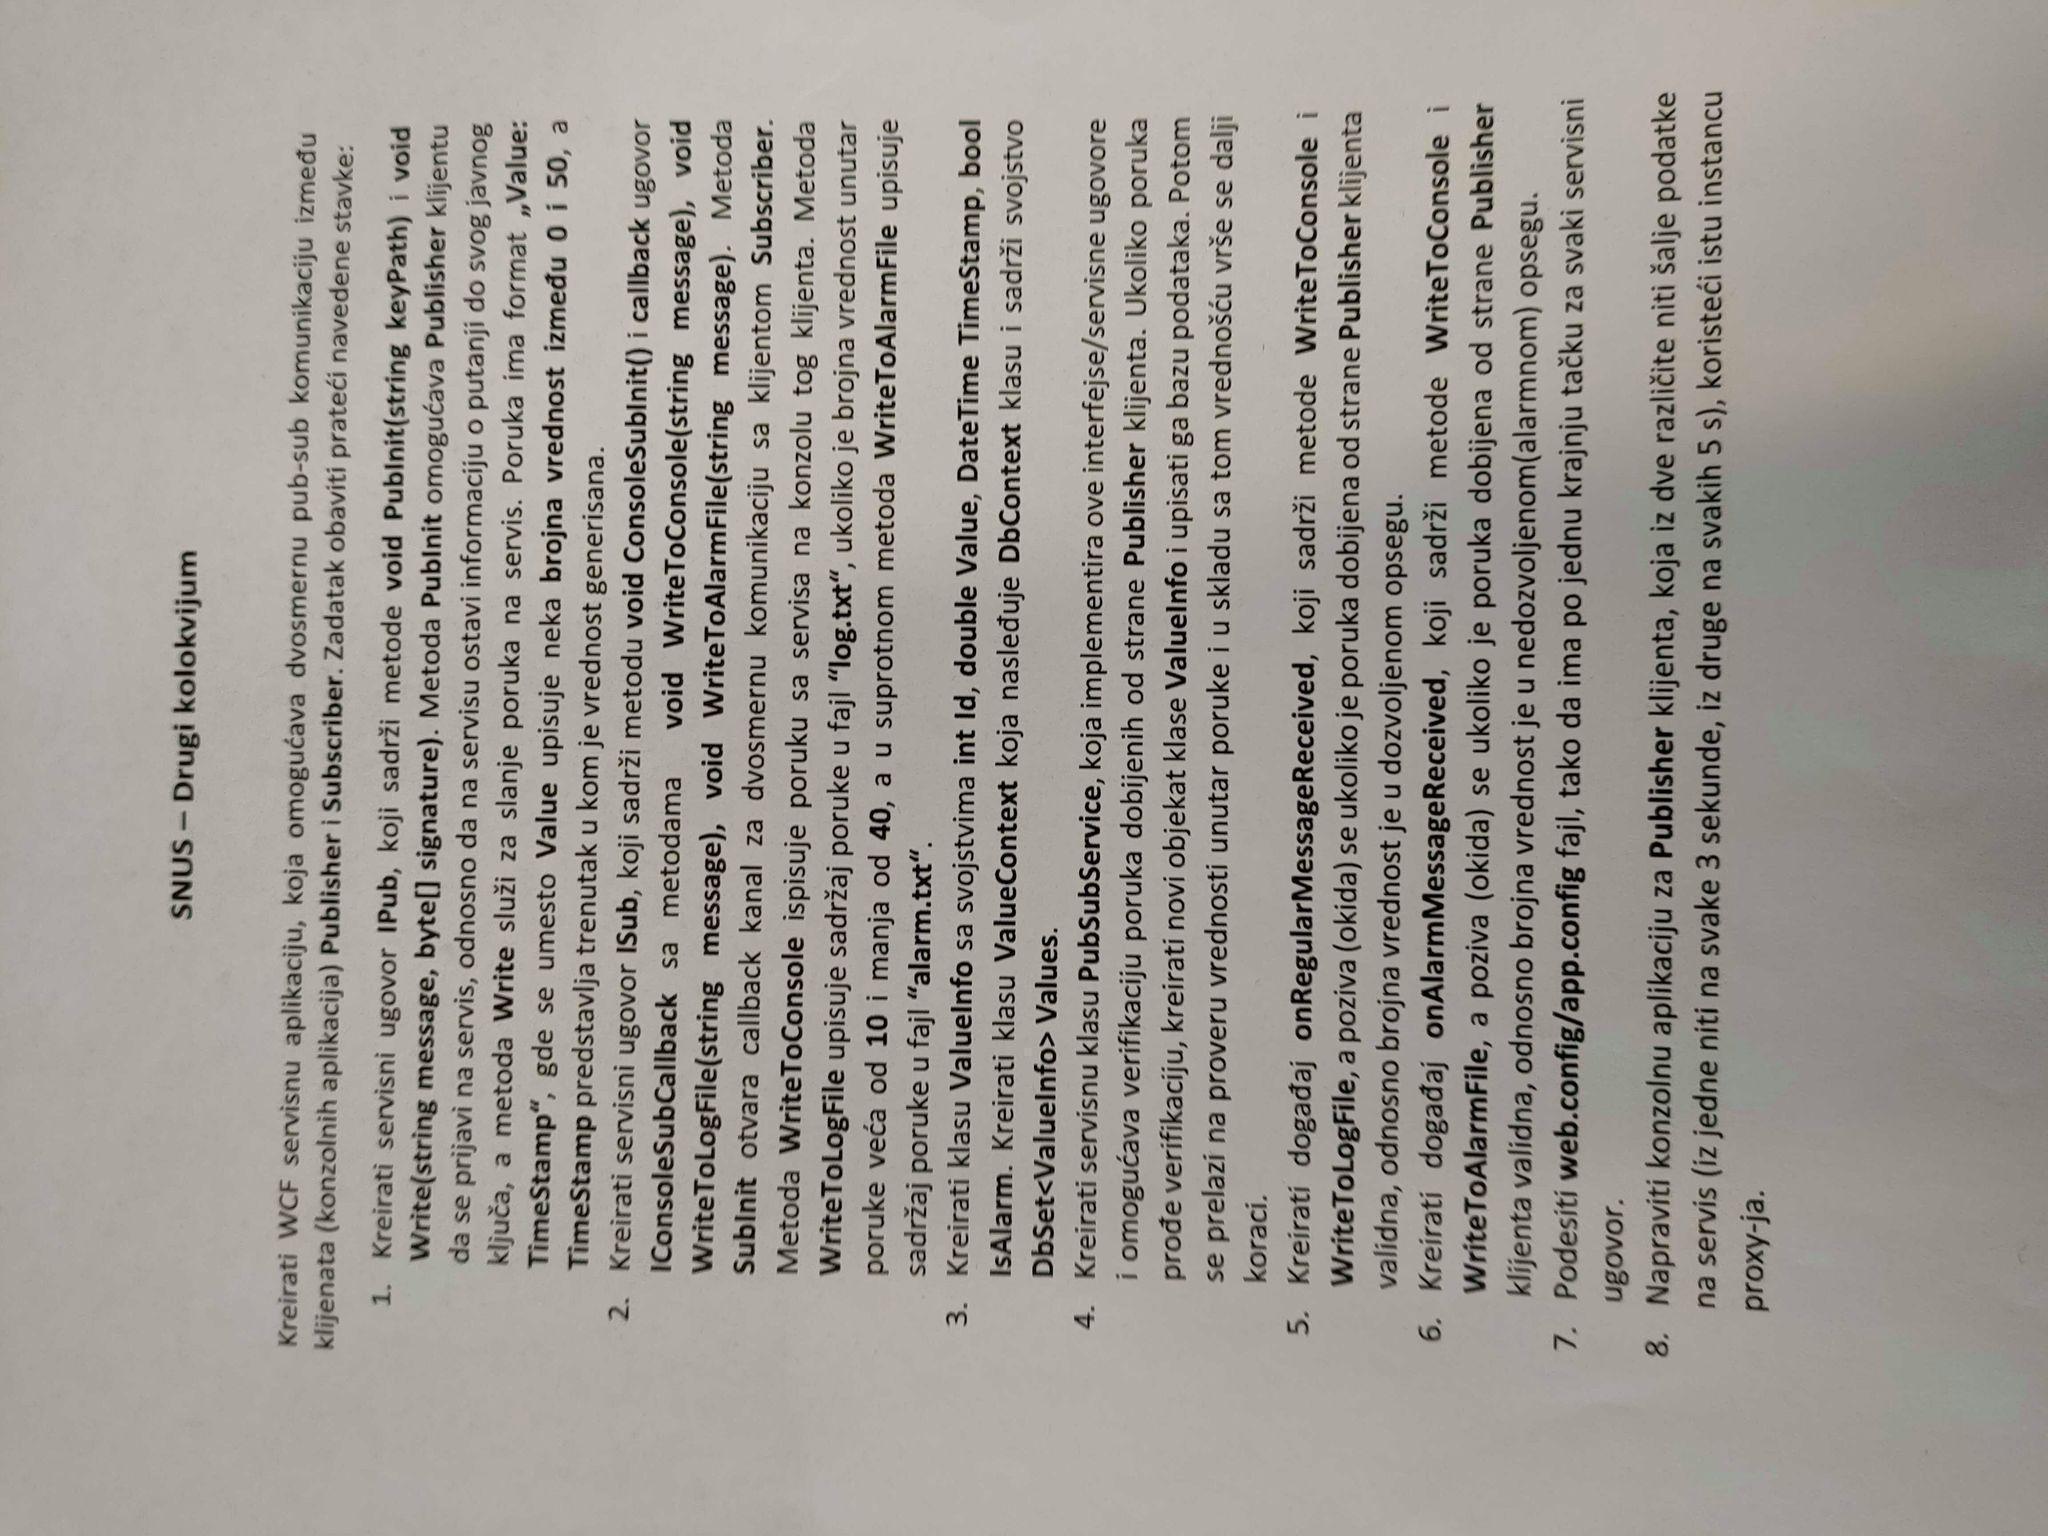 SNUS – Drugi kolokvijum
Kreirati WCF servisnu aplikaciju, koja omogućava dvosmernu pub-sub komunikaciju između
klijenata (konzolnih aplikacija) Publisher i Subscriber. Zadatak obaviti prateći navedene stavke:
1. Kreirati servisni ugovor IPub, koji sadrži metode void PubInit(string keyPath) i void
Write(string message, byte[] signature). Metoda PubInit omogućava Publisher klijentu
da se prijavi na servis, odnosno da na servisu ostavi informaciju o putanji do svog javnog
ključa, a metoda Write služi za slanje poruka na servis. Poruka ima format „Value:
TimeStamp“, gde se umesto Value upisuje neka brojna vrednost između 0 i 50, a
TimeStamp predstavlja trenutak u kom je vrednost generisana.
2. Kreirati servisni ugovor ISub, koji sadrži metodu void ConsoleSubInit() i callback ugovor
IConsoleSubCallback sa metodama void WriteToConsole(string message), void
WriteToLogFile(string message), void WriteToAlarmFile(string message). Metoda
SubInit otvara callback kanal za dvosmernu komunikaciju sa klijentom Subscriber.
Metoda WriteToConsole ispisuje poruku sa servisa na konzolu tog klijenta. Metoda
WriteToLogFile upisuje sadržaj poruke u fajl “log.txt“, ukoliko je brojna vrednost unutar
poruke veća od 10 i manja od 40, a u suprotnom metoda WriteToAlarmFile upisuje
sadržaj poruke u fajl “alarm.txt“.
3. Kreirati klasu ValueInfo sa svojstvima int Id, double Value, DateTime TimeStamp, bool
IsAlarm. Kreirati klasu ValueContext koja nasleđuje DbContext klasu i sadrži svojstvo
DbSet<ValueInfo> Values.
4. Kreirati servisnu klasu PubSubService, koja implementira ove interfejse/servisne ugovore
i omogućava verifikaciju poruka dobijenih od strane Publisher klijenta. Ukoliko poruka
prođe verifikaciju, kreirati novi objekat klase ValueInfo i upisati ga bazu podataka. Potom
se prelazi na proveru vrednosti unutar poruke i u skladu sa tom vrednošću vrše se dalji
koraci.
5. Kreirati događaj onRegularMessageReceived, koji sadrži metode WriteToConsole i
WriteToLogFile, a poziva (okida) se ukoliko je poruka dobijena od strane Publisher klijenta
validna, odnosno brojna vrednost je u dozvoljenom opsegu.
6. Kreirati događaj onAlarmMessageReceived, koji sadrži metode WriteToConsole i
WriteToAlarmFile, a poziva (okida) se ukoliko je poruka dobijena od strane Publisher
klijenta validna, odnosno brojna vrednost je u nedozvoljenom(alarmnom) opsegu.
7. Podesiti web.config/app.config fajl, tako da ima po jednu krajnju tačku za svaki servisni
ugovor.
8. Napraviti konzolnu aplikaciju za Publisher klijenta, koja iz dve različite niti šalje podatke
na servis (iz jedne niti na svake 3 sekunde, iz druge na svakih 5 s), koristeći istu instancu
proxy-ja.